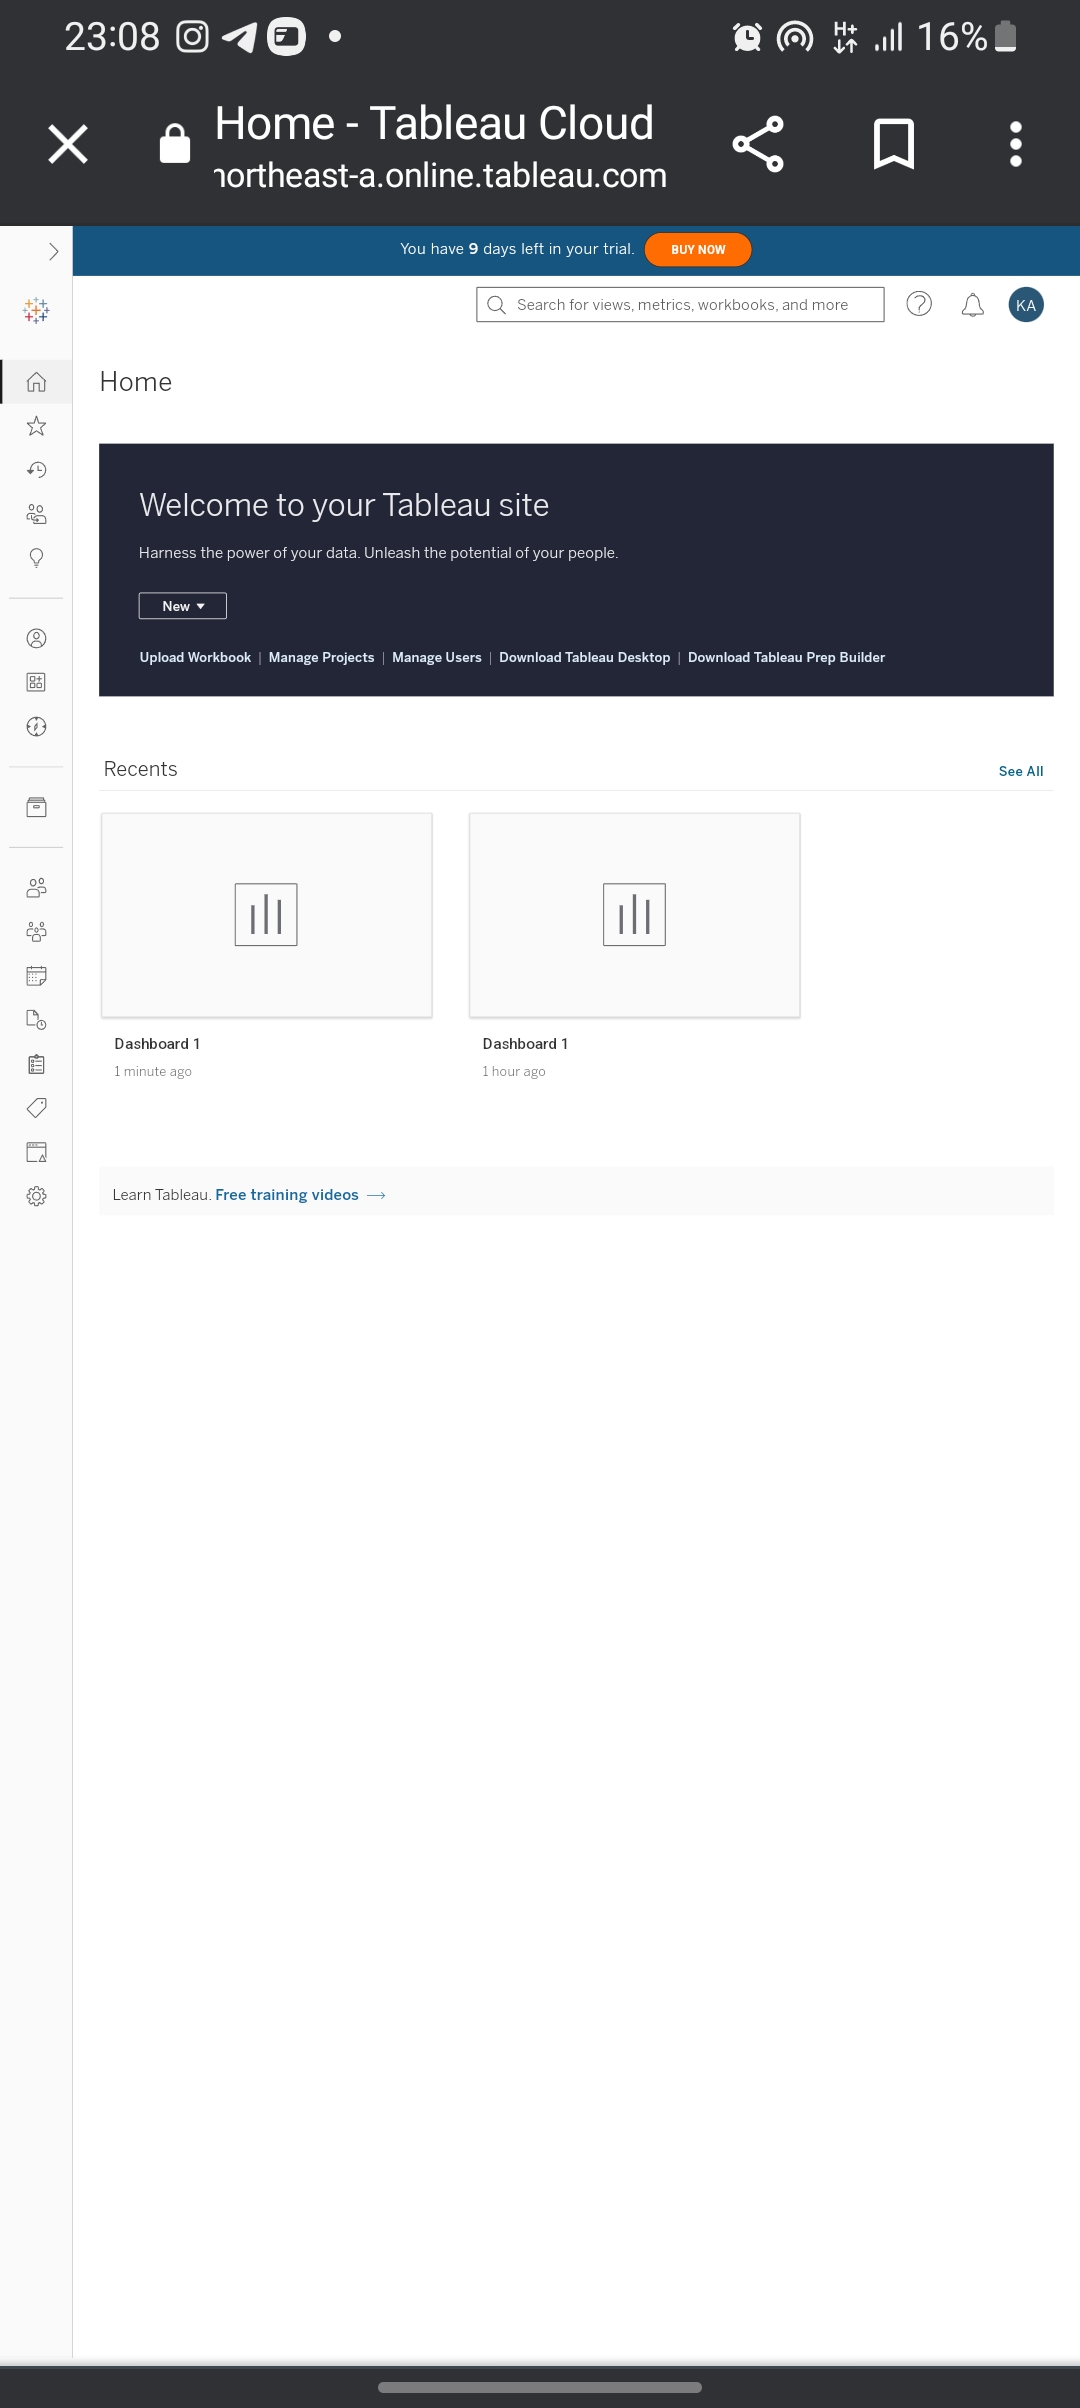 23:08
H+
16%
Home - Tableau Cloud
northeast-a.online.tableau.com
You have 9 days left in your trial.
BUY NOW
Search for views, metrics, workbooks, and more
KA
Home
Welcome to your Tableau site
Harness the power of your data. Unleash the potential of your people.
New
Upload Workbook | Manage Projects | Manage Users | Download Tableau Desktop | Download Tableau Prep Builder
Recents
See All
Dashboard 1
1 minute ago
Dashboard 1
1 hour ago
Learn Tableau. Free training videos →